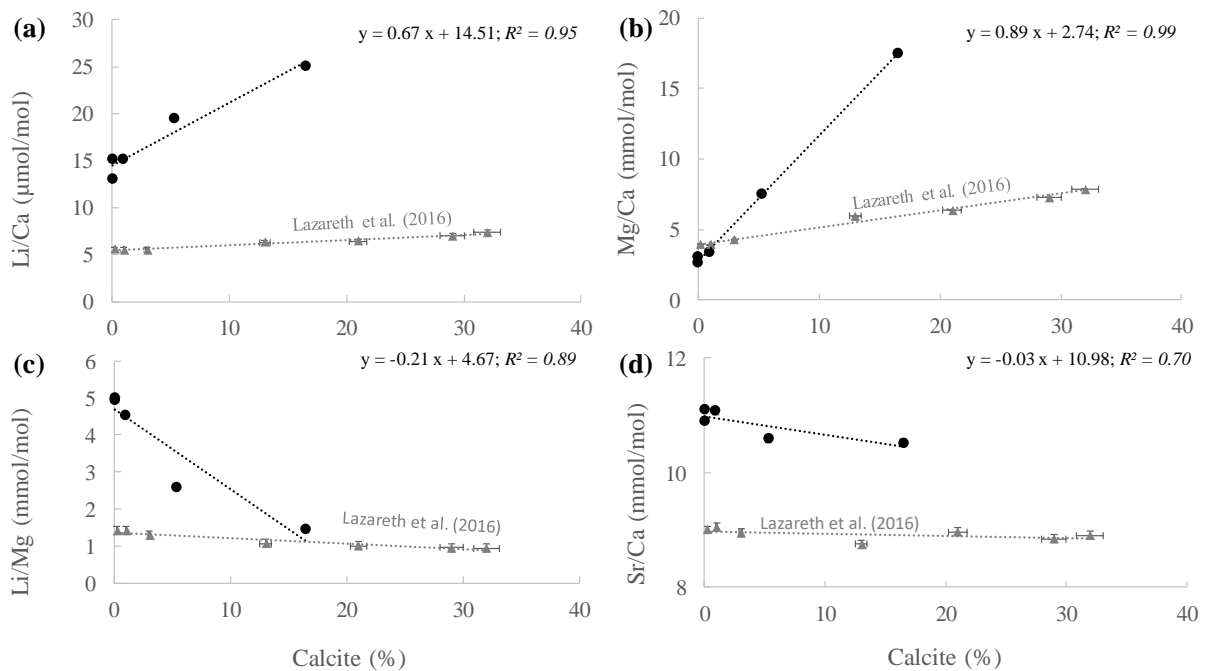 (a)
y = 0.67 x + 14.51; R² = 0.95
Li/Ca (μmol/mol)
30
25
20
15
10
5
0
Lazareth et al. (2016)
0 10 20 30 40
(b)
y = 0.89 x + 2.74; R² = 0.99
Mg/Ca (mmol/mol)
20
15
10
5
0
Lazareth et al. (2016)
0 10 20 30 40
(c)
y = -0.21 x + 4.67; R² = 0.89
Li/Mg (mmol/mol)
6
5
4
3
2
1
0
Lazareth et al. (2016)
0 10 20 30 40
Calcite (%)
(d)
y = -0.03 x + 10.98; R² = 0.70
Sr/Ca (mmol/mol)
12
10
8
Lazareth et al. (2016)
0 10 20 30 40
Calcite (%)